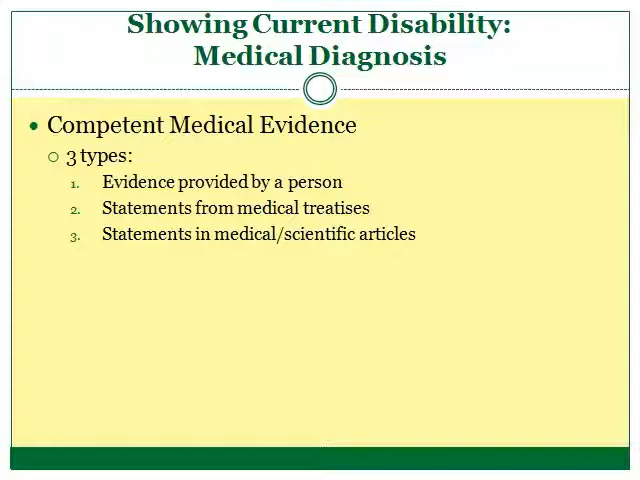 Showing Current Disability:
Medical Diagnosis
• Competent Medical Evidence
○ 3 types:
1. Evidence provided by a person
2. Statements from medical treatises
3. Statements in medical/scientific articles